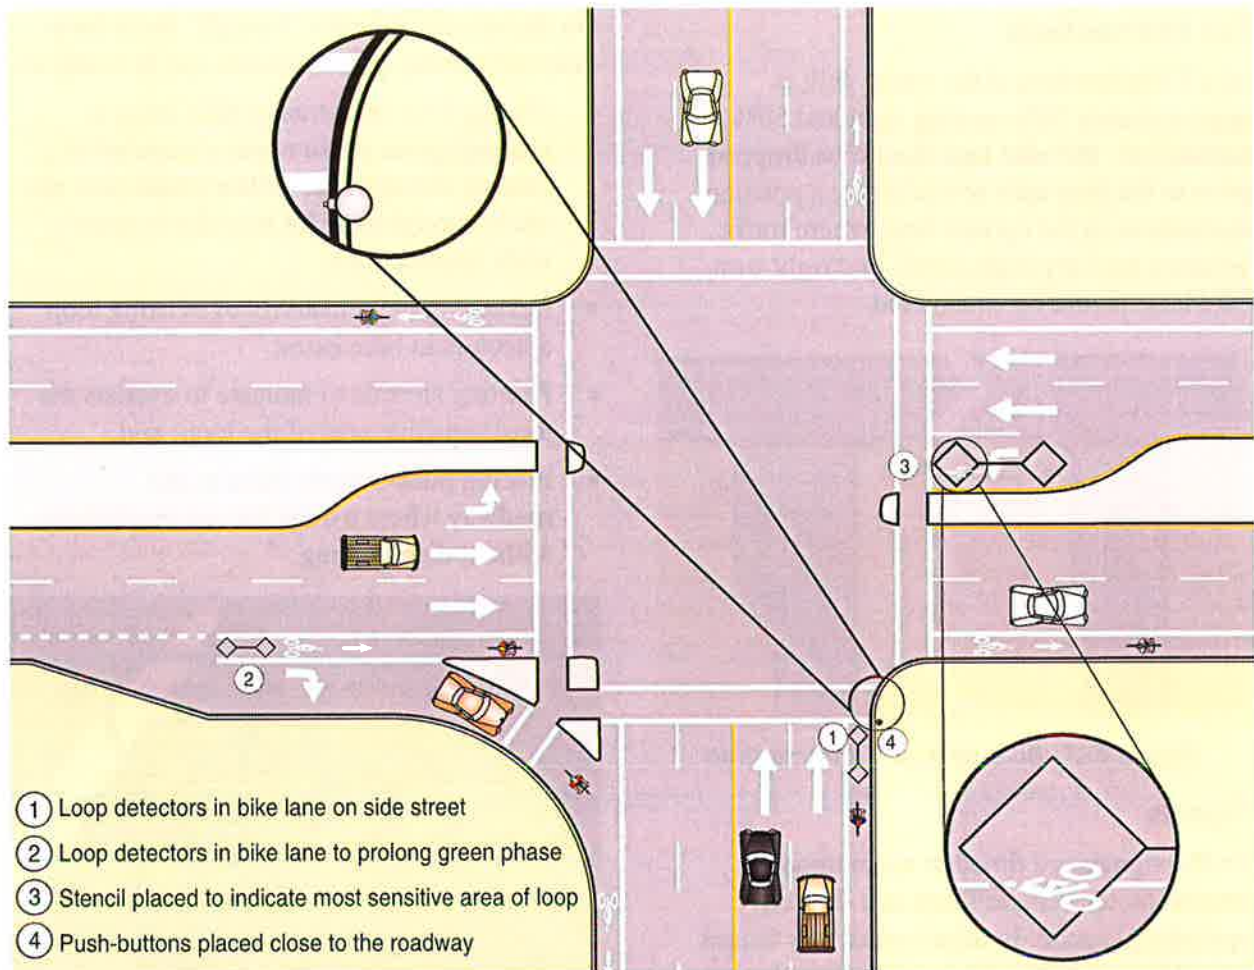 3
2
1
4
1 Loop detectors in bike lane on side street
2 Loop detectors in bike lane to prolong green phase
3 Stencil placed to indicate most sensitive area of loop
4 Push-buttons placed close to the roadway